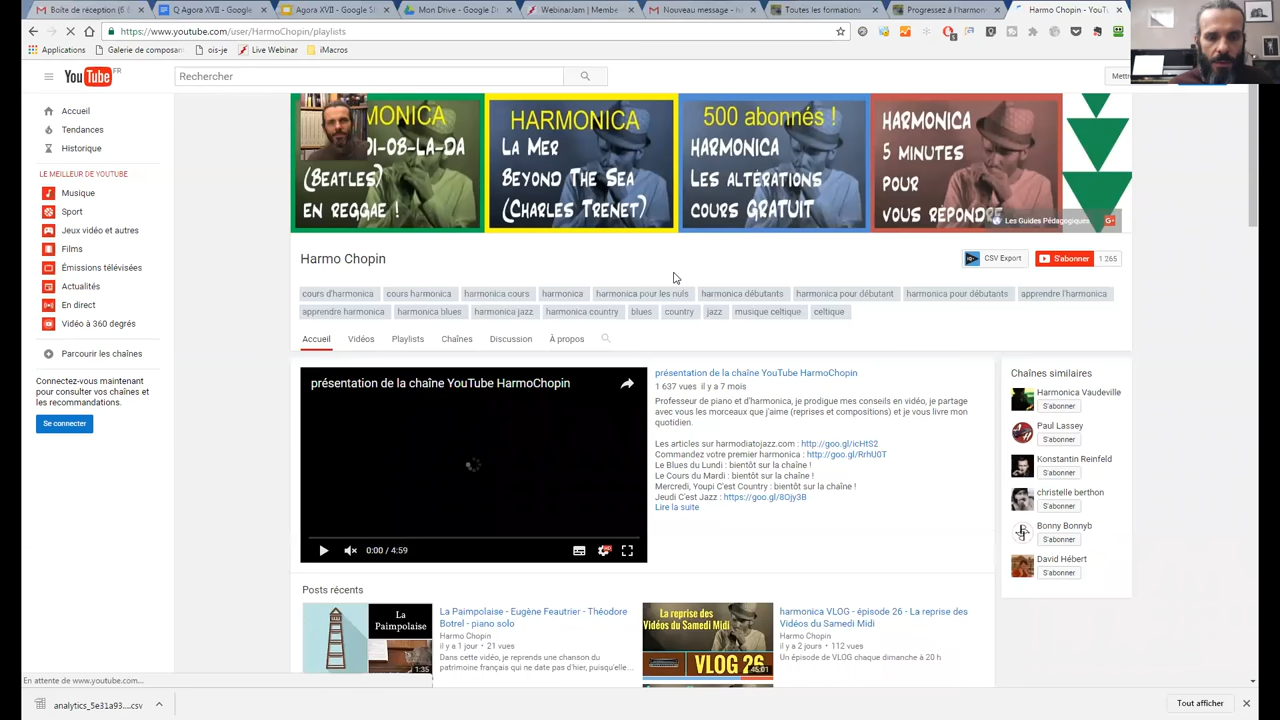 Boîte de réception (6
Q Agora XVII - Google
Agora XVII - Google
Mon Drive - Google D
WebinarJam | Membe
Nouveau message - h
Toutes les formations
Progressez à l'harmon
Harmo Chopin - YouT
https://www.youtube.com/user/HarmoChopin/playlists
Applications
Galerie de composan
ois-je
Live Webinar
iMacros
YouTube FR
Rechercher
Accueil
Tendances
Historique
LE MEILLEUR DE YOUTUBE
Musique
Sport
Jeux vidéo et autres
Films
Émissions télévisées
Actualités
En direct
Vidéo à 360 degrés
Parcourir les chaînes
Connectez-vous maintenant
pour consulter vos chaînes et
les recommandations.
Se connecter
MONICA
DI-OB-LA-DA
(BEATLES)
EN REGGAE !
HARMONICA
LA MER
BEYOND THE SEA
(CHARLES TRENET)
500 abonnés !
HARMONICA
LES ALTÉRATIONS
COURS GRATUIT
HARMONICA
5 MINUTES
POUR
VOUS RÉPONDRE
Les Guides Pédagogiques
Harmo Chopin
CSV Export
S'abonner
1 265
cours d'harmonica
cours harmonica
harmonica cours
harmonica
harmonica pour les nuls
harmonica débutants
harmonica pour débutant
harmonica pour débutants
apprendre l'harmonica
apprendre harmonica
harmonica blues
harmonica jazz
harmonica country
blues
country
jazz
musique celtique
celtique
Accueil
Vidéos
Playlists
Chaînes
Discussion
À propos
présentation de la chaîne YouTube HarmoChopin
0:00 / 4:59
présentation de la chaîne YouTube HarmoChopin
1 637 vues il y a 7 mois
Professeur de piano et d'harmonica, je prodigue mes conseils en vidéo, je partage
avec vous les morceaux que j'aime (reprises et compositions) et je vous livre mon
quotidien.
Les articles sur harmodiatojazz.com : http://goo.gl/icHtS2
Commandez votre premier harmonica : http://goo.gl/RrhU0T
Le Blues du Lundi : bientôt sur la chaîne !
Le Cours du Mardi : bientôt sur la chaîne !
Mercredi, Youpi C'est Country : bientôt sur la chaîne !
Jeudi C'est Jazz : https://goo.gl/8Ojy3B
Lire la suite
Chaînes similaires
Harmonica Vaudeville
S'abonner
Paul Lassey
S'abonner
Konstantin Reinfeld
S'abonner
christelle berthon
S'abonner
Bonny Bonnyb
S'abonner
David Hébert
S'abonner
Posts récents
La
Paimpolaise
1:35
La Paimpolaise - Eugène Feautrier - Théodore
Botrel - piano solo
Harmo Chopin
il y a 1 jour • 21 vues
Dans cette vidéo, je reprends une chanson du
patrimoine français qui ne date pas d'hier, puisqu'elle...
La reprise des
Vidéos du Samedi Midi
VLOG 26
45:01
harmonica VLOG - épisode 26 - La reprise des
Vidéos du Samedi Midi
Harmo Chopin
il y a 2 jours • 112 vues
Un épisode de VLOG chaque dimanche à 20 h
En attente de www.youtube.com...
analytics_5e31a93....csv
Tout afficher